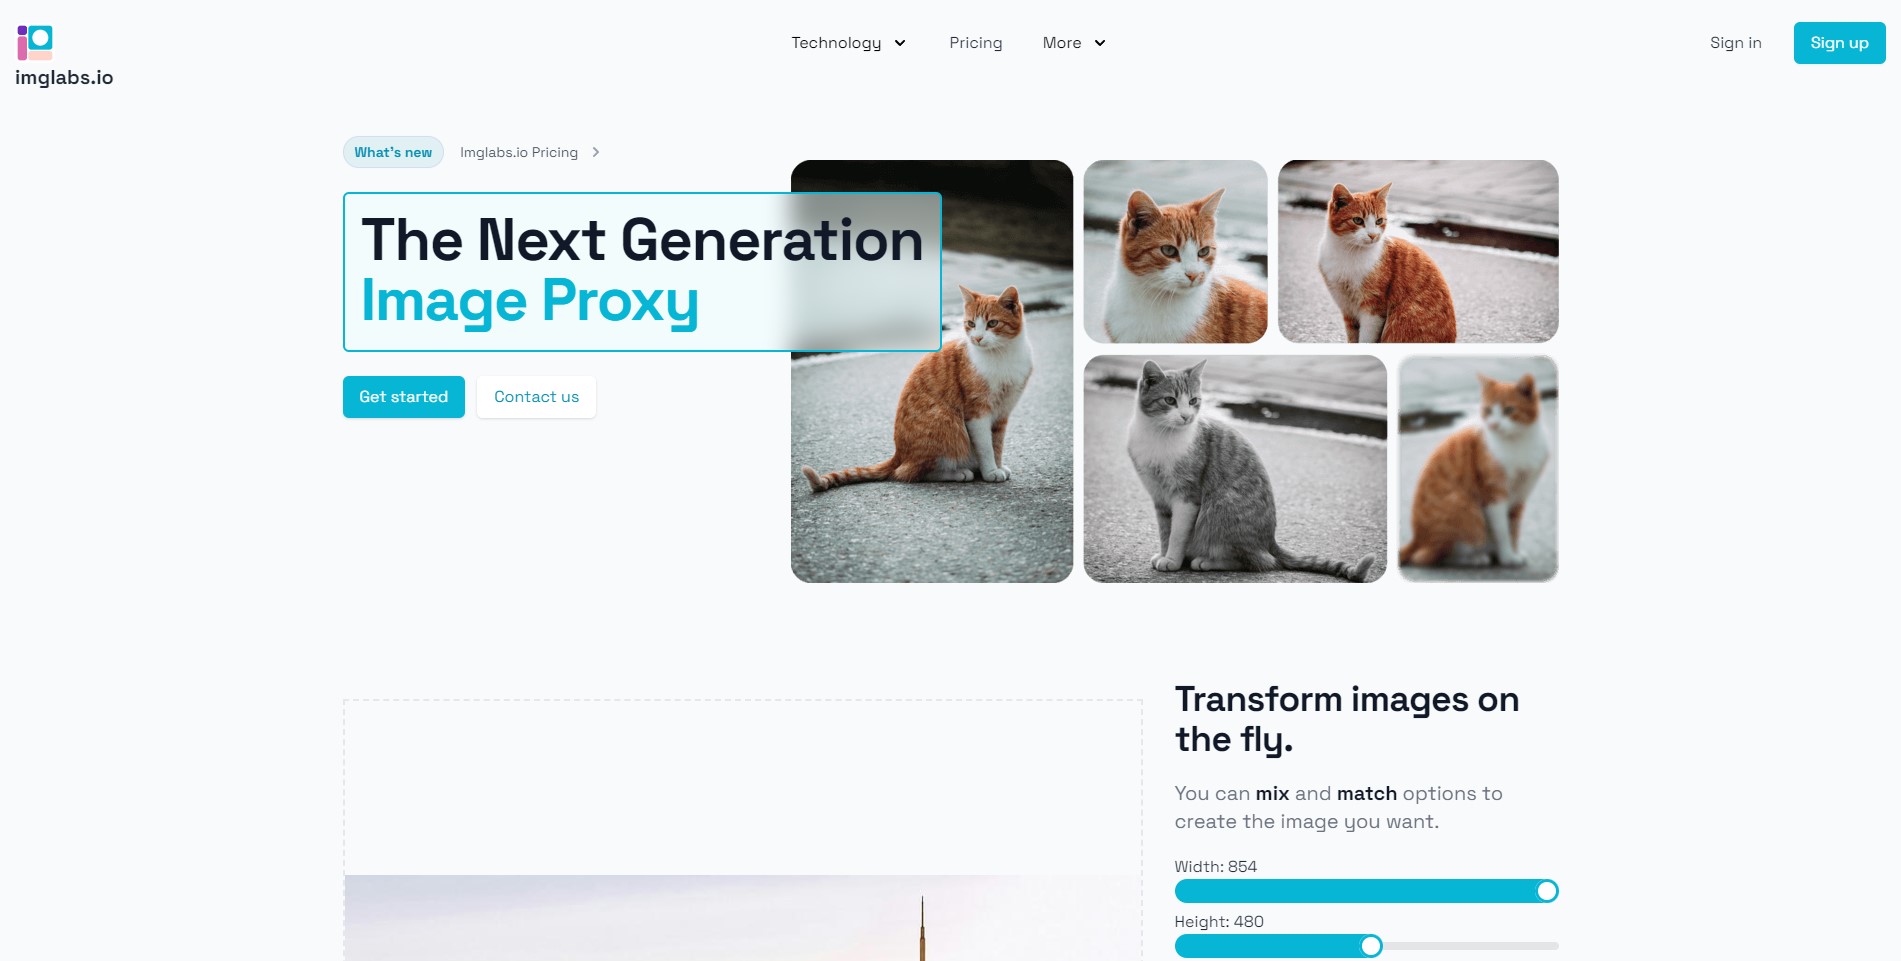 imglabs.io
Technology
Pricing
More
Sign in
Sign up
What's new
Imglabs.io Pricing
The Next Generation
Image Proxy
Get started
Contact us
Transform images on
the fly.
You can mix and match options to
create the image you want.
Width: 854
Height: 480